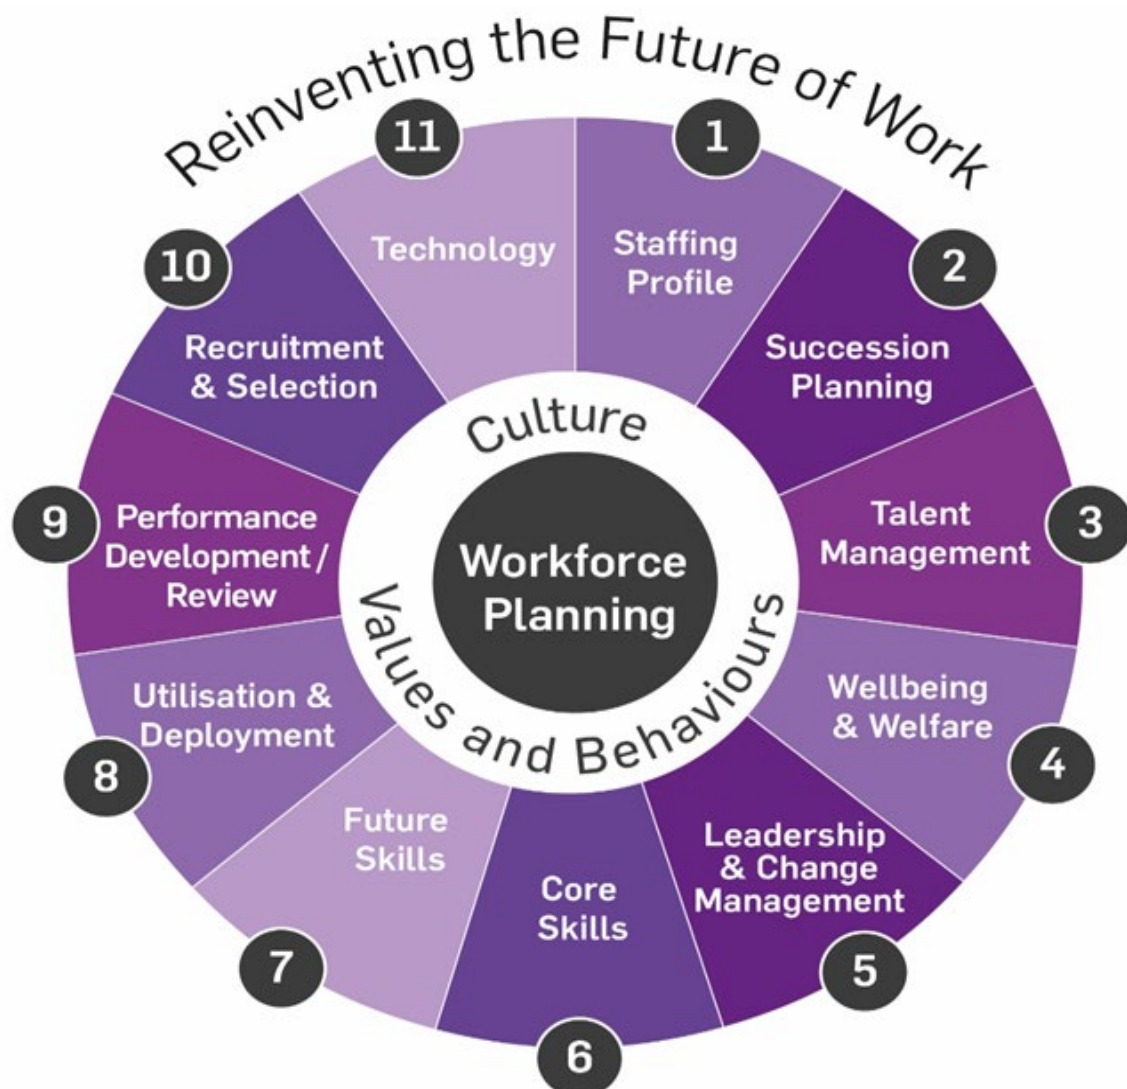 Reinventing the Future of Work
1
Staffing
Profile
2
Succession
Planning
3
Talent
Management
4
Wellbeing
& Welfare
5
Leadership
& Change
Management
6
Core
Skills
7
Future
Skills
8
Utilisation &
Deployment
9
Performance
Development/
Review
10
Recruitment
& Selection
11
Technology
Culture
Values and Behaviours
Workforce
Planning